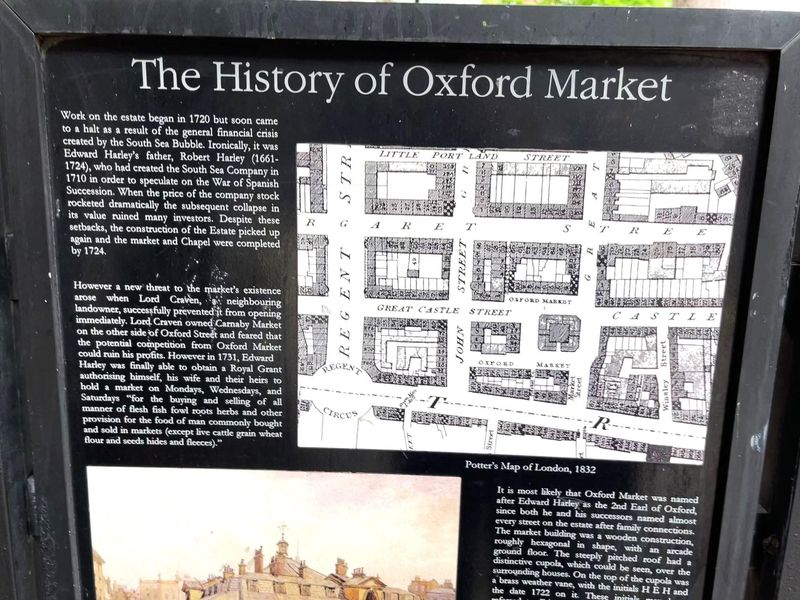 The History of Oxford Market
Work on the estate began in 1720 but soon came
to a halt as a result of the general financial crisis
created by the South Sea Bubble. Ironically, it was
Edward Harley's father, Robert Harley (1661-
1724), who had created the South Sea Company in
1710 in order to speculate on the War of Spanish
Succession. When the price of the company stock
rocketed dramatically the subsequent collapse in
its value ruined many investors. Despite these
setbacks, the construction of the Estate picked up
again and the market and Chapel were completed
by 1724.
However a new threat to the market's existence
arose when Lord Craven, a neighbouring
landowner, successfully prevented it from opening
immediately. Lord Craven owned Carnaby Market
on the other side of Oxford Street and feared that
the potential competition from Oxford Market
could ruin his profits. However in 1731, Edward
Harley was finally able to obtain a Royal Grant
authorising himself, his wife and their heirs to
hold a market on Mondays, Wednesdays, and
Saturdays "for the buying and selling of all
manner of flesh fish fowl roots herbs and other
provision for the food of man commonly bought
and sold in markets (except live cattle grain wheat
flour and seeds hides and fleeces)."
LITTLE PORTLAND STREET
REGENT STR
R G A R E T S T R E E
GREAT
JOHN STREET
49
OXFORD MARKET
GREAT CASTLE STREET
CASTLE
OXFORD MARKET
Market Street
Winsley Street
REGENT
CIRCUS
T R
Street
Potter's Map of London, 1832
It is most likely that Oxford Market was named
after Edward Harley as the 2nd Earl of Oxford,
since both he and his successors named almost
every street on the estate after family connections.
The market building was a wooden construction,
roughly hexagonal in shape, with an arcade
ground floor. The steeply pitched roof had a
distinctive cupola, which could be seen, over the
surrounding houses. On the top of the cupola was
a brass weather vane, with the initials H E H and
the date 1722 on it. These initials